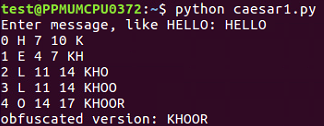 test@PPMUMCPU0372:~$ python caesar1.py
Enter message, like HELLO: HELLO
0 H 7 10 K
1 E 4 7 KH
2 L 11 14 KHO
3 L 11 14 KHOO
4 O 14 17 KHOOR
obfuscated version: KHOOR